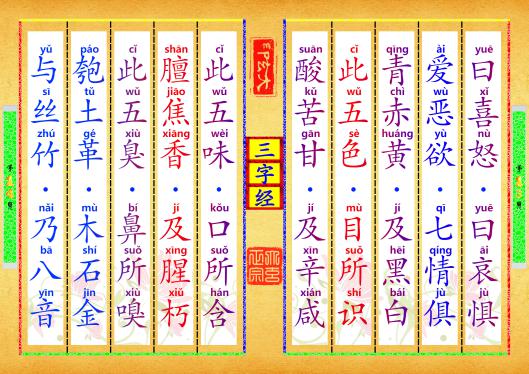 yuē xǐ nù yuē āi jù
曰喜怒·曰哀惧
ài wù yù qī qíng jù
爱恶欲·七情俱
qīng chì huáng jí hēi bái
青赤黄·及黑白
cǐ wǔ sè mù suǒ shí
此五色·目所识
suān kǔ gān jí xīn xián
酸苦甘·及辛咸
三字经
cǐ wǔ wèi kǒu suǒ hán
此五味·口所含
shān jiāo xiāng jí xīng xiǔ
膻焦香·及腥朽
cǐ wǔ xiù bí suǒ xiù
此五臭·鼻所嗅
páo tǔ gé mù shí jīn
匏土革·木石金
yǔ sī zhú nǎi bā yīn
与丝竹·乃八音